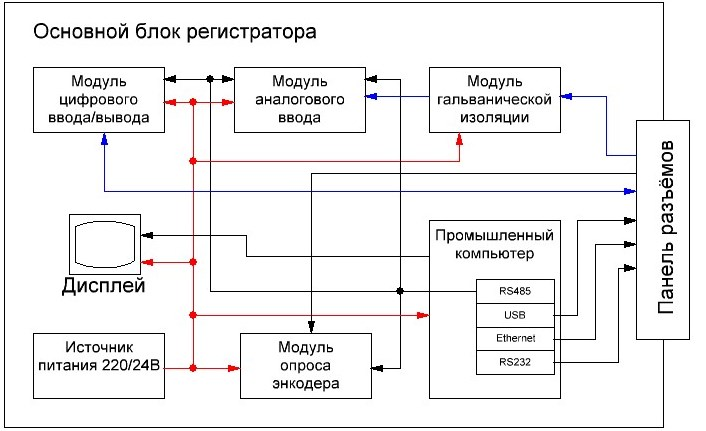 Основной блок регистратора
Модуль
цифрового
ввода/вывода
Модуль
аналогового
ввода
Модуль
гальванической
изоляции
Панель разъёмов
Дисплей
Промышленный
компьютер
RS485
USB
Ethernet
RS232
Источник
питания 220/24В
Модуль
опроса
энкодера